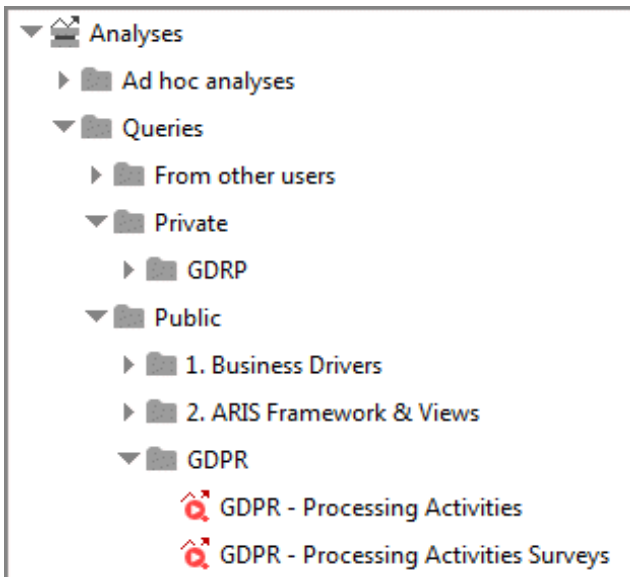 Analyses
Ad hoc analyses
Queries
From other users
Private
GDRP
Public
1. Business Drivers
2. ARIS Framework & Views
GDPR
GDPR - Processing Activities
GDPR - Processing Activities Surveys